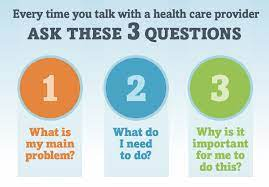 Every time you talk with a health care provider
ASK THESE 3 QUESTIONS
1
What is
my main
problem?
2
What do
I need
to do?
3
Why is it
important
for me to
do this?